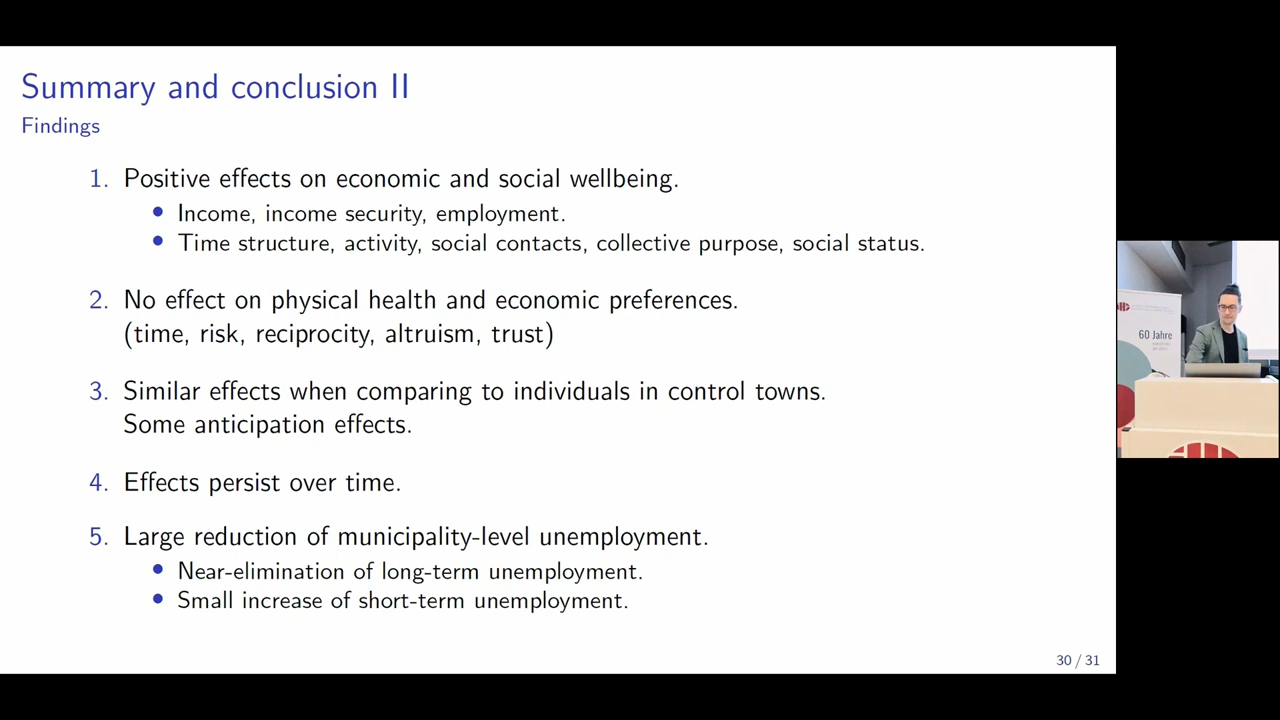 Summary and conclusion II
Findings
1. Positive effects on economic and social wellbeing.
• Income, income security, employment.
• Time structure, activity, social contacts, collective purpose, social status.
2. No effect on physical health and economic preferences.
(time, risk, reciprocity, altruism, trust)
3. Similar effects when comparing to individuals in control towns.
Some anticipation effects.
4. Effects persist over time.
5. Large reduction of municipality-level unemployment.
• Near-elimination of long-term unemployment.
• Small increase of short-term unemployment.
30 / 31
60 Jahre